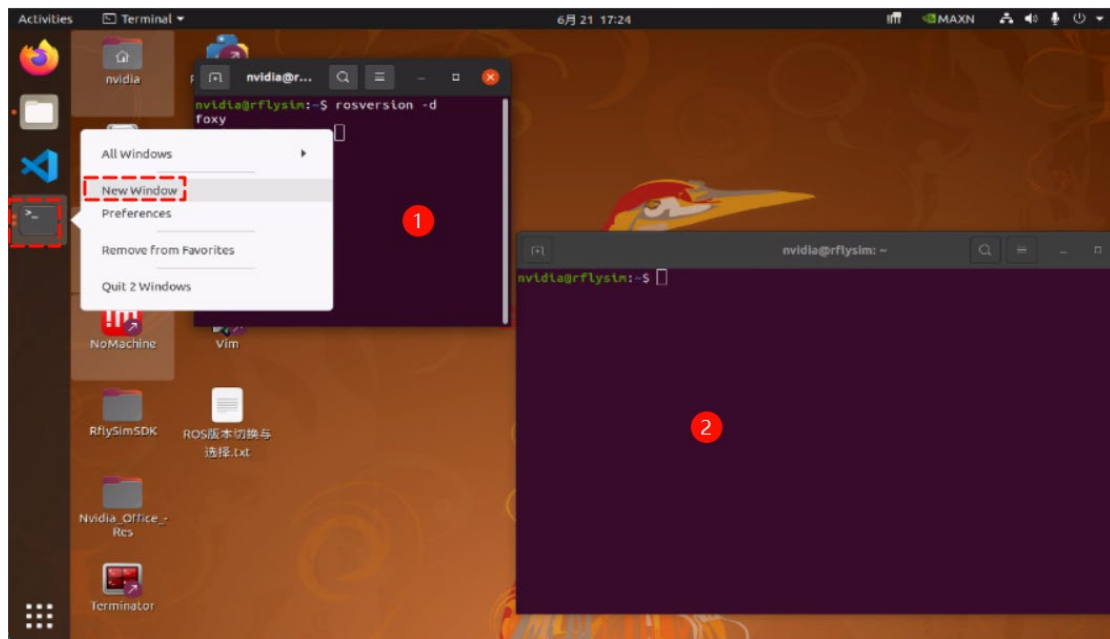 Activities
Terminal
6月 21 17:24
MAXN
nvidia
nvidia@r...
nvidia@rflysim:~$ rosversion -d
foxy
All Windows
New Window
Preferences
Remove from Favorites
Quit 2 Windows
1
nvidia@rflysim: ~
nvidia@rflysim:~$
2
NoMachine
Vim
RflySimSDK
ROS版本切换与
选择.txt
Nvidia_Office_-
Res
Terminator